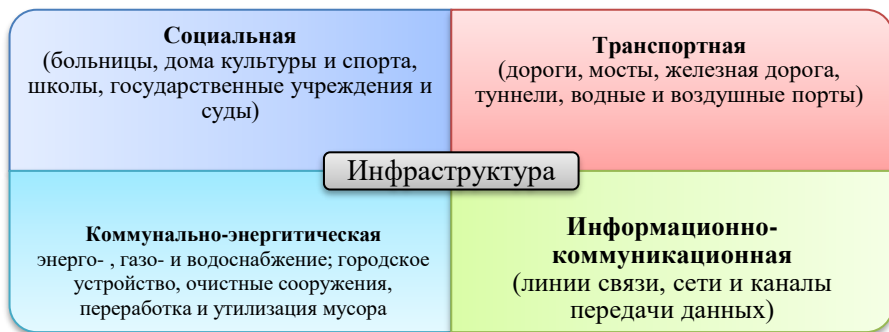 Социальная
(больницы, дома культуры и спорта,
школы, государственные учреждения и
суды)
Транспортная
(дороги, мосты, железная дорога,
туннели, водные и воздушные порты)
Инфраструктура
Коммунально-энергитическая
энерго- , газо- и водоснабжение; городское
устройство, очистные сооружения,
переработка и утилизация мусора
Информационно-
коммуникационная
(линии связи, сети и каналы
передачи данных)